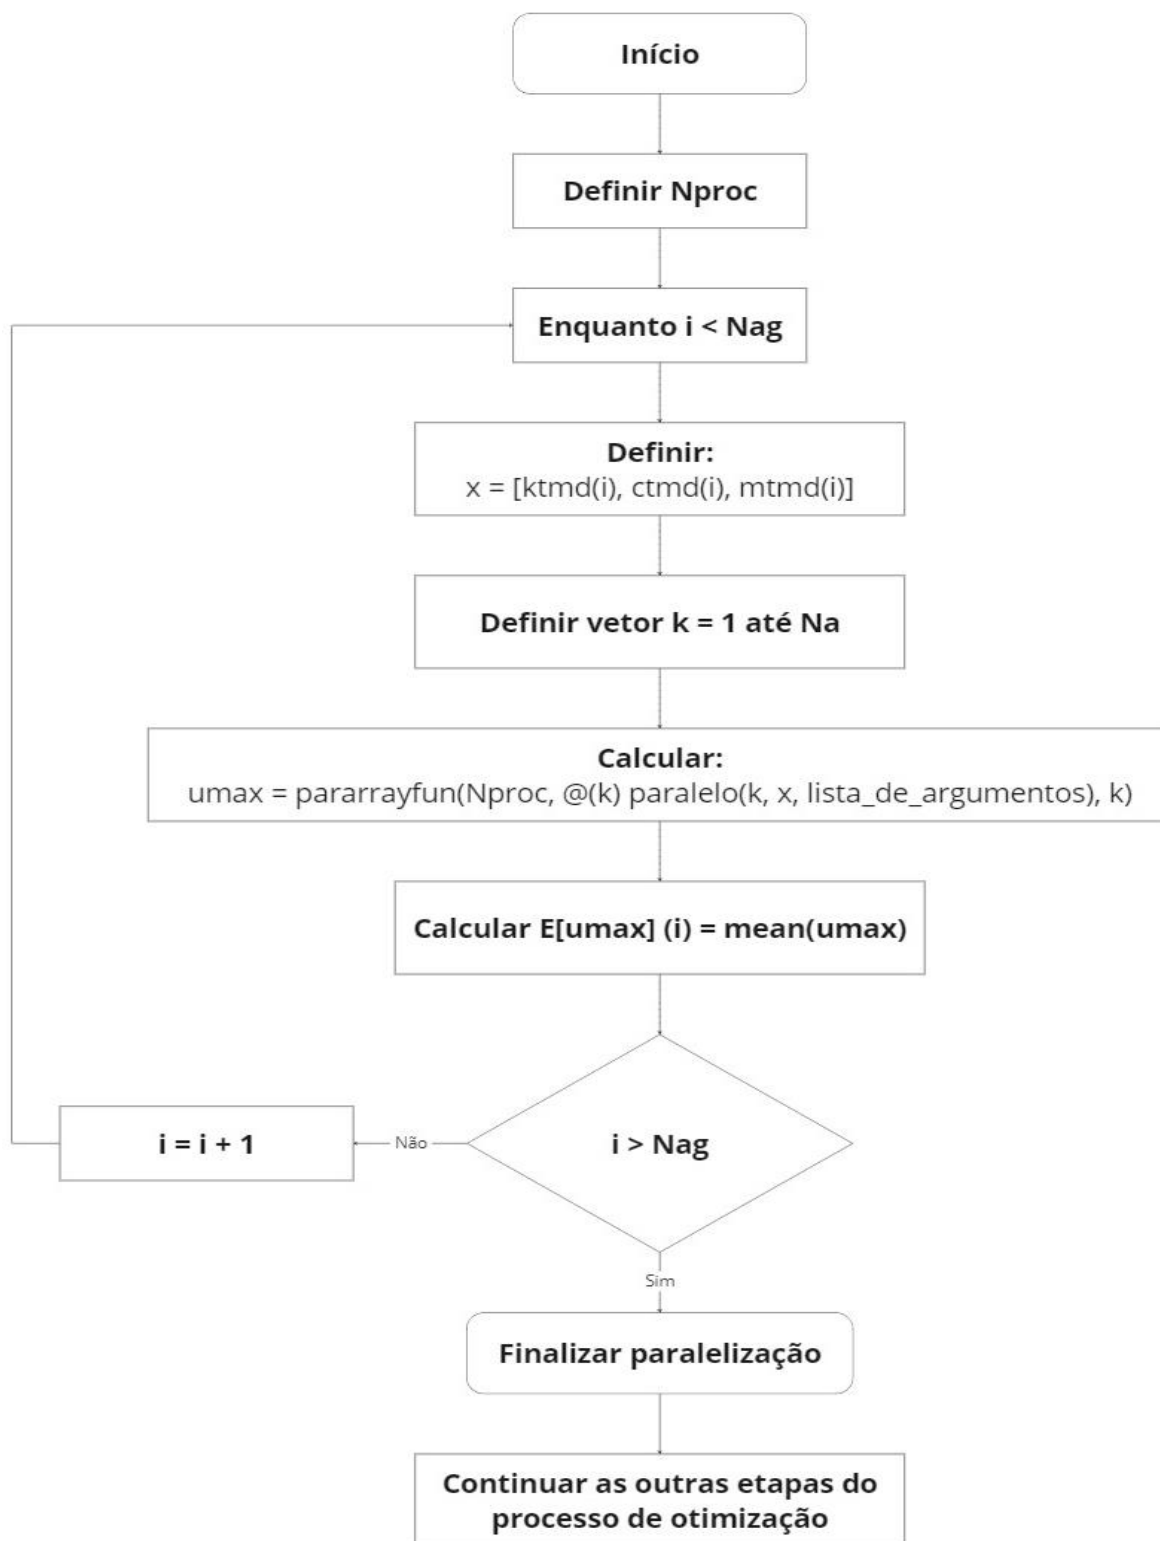 Início
Definir Nproc
Enquanto i < Nag
Definir:
x = [ktmd(i), ctmd(i), mtmd(i)]
Definir vetor k = 1 até Na
Calcular:
umax = pararrayfun(Nproc, @(k) paralelo(k, x, lista_de_argumentos), k)
Calcular E[umax] (i) = mean(umax)
i > Nag
Não
i = i + 1
Sim
Finalizar paralelização
Continuar as outras etapas do
processo de otimização